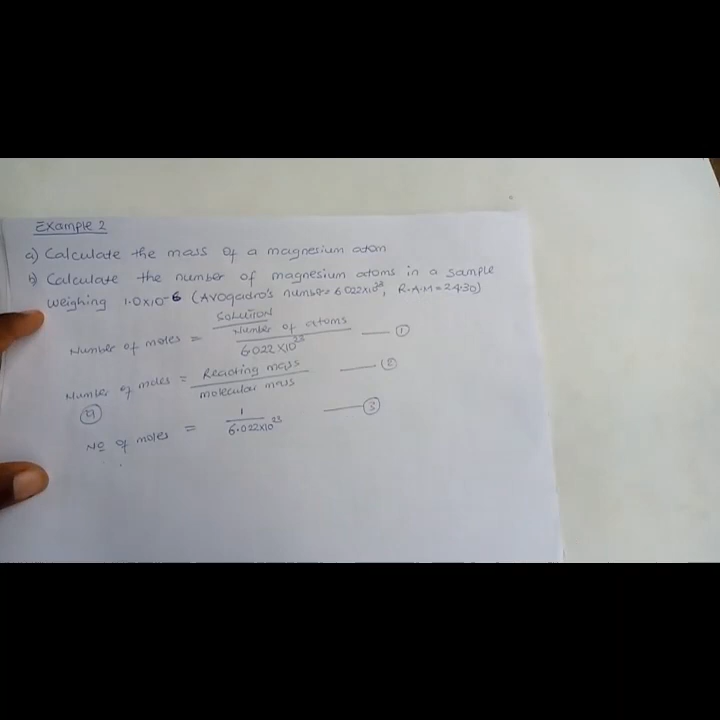 Example 2
a) Calculate the mass of a magnesium atom
b) Calculate the number of magnesium atoms in a sample
weighing 1.0x10-6 (Avogadro's number= 6.022x10²³, R.A.M = 24.30)
SOLUTION
Number of moles = Number of atoms / 6.022 x10²³ — ①
Number of moles = Reacting mass / molecular mass — ②
④
No of moles = 1 / 6.022x10²³ — ③